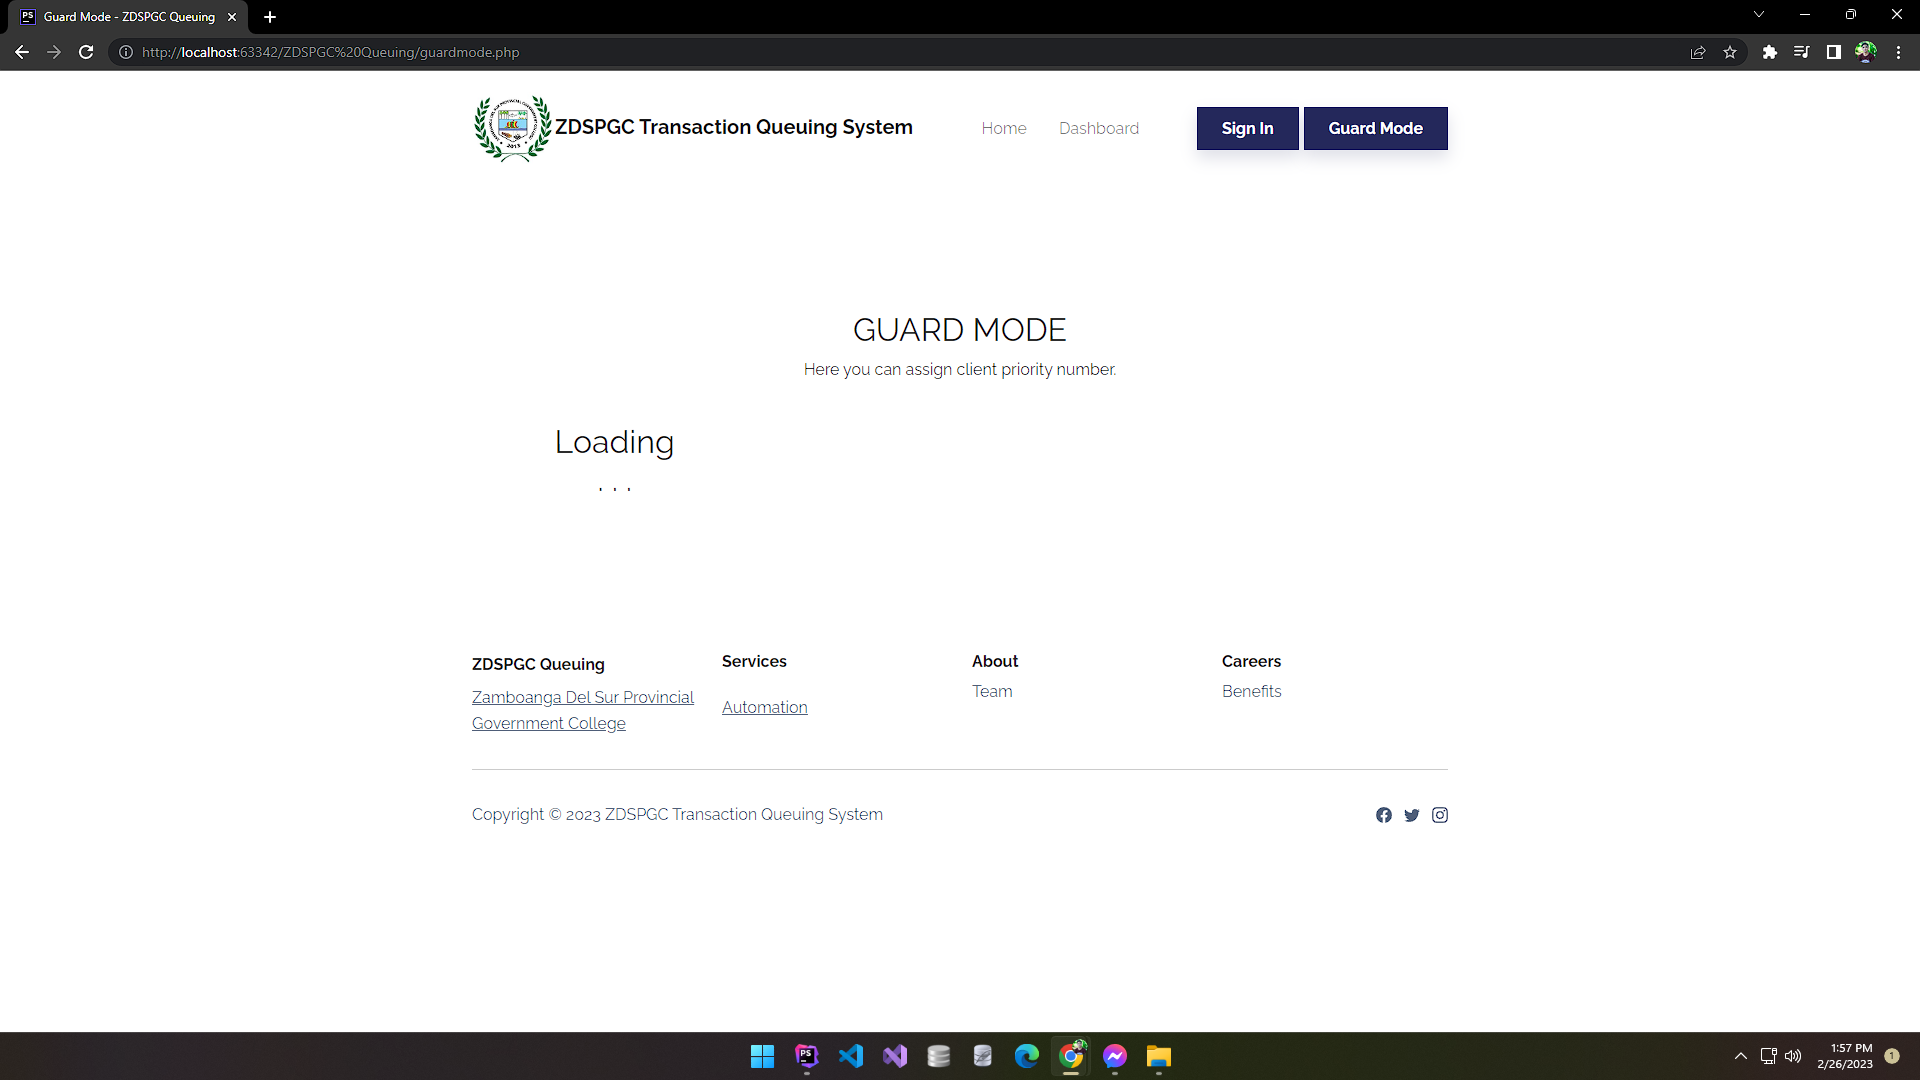 Guard Mode - ZDSPGC Queuing
http://localhost:63342/ZDSPGC%20Queuing/guardmode.php
2013
ZDSPGC Transaction Queuing System
Home
Dashboard
Sign In
Guard Mode
GUARD MODE
Here you can assign client priority number.
Loading
. . .
ZDSPGC Queuing
Zamboanga Del Sur Provincial
Government College
Services
Automation
About
Team
Careers
Benefits
Copyright © 2023 ZDSPGC Transaction Queuing System
1:57 PM
2/26/2023
1